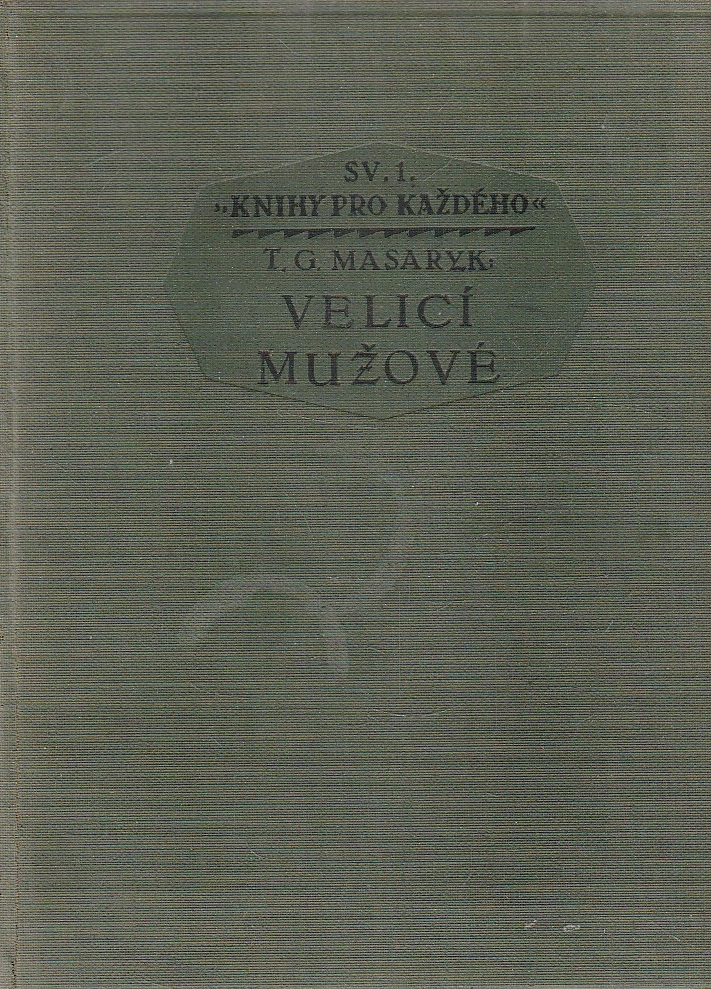 SV. 1.
„KNIHY PRO KAŽDÉHO“
T. G. MASARYK:
VELICÍ
MUŽOVÉ